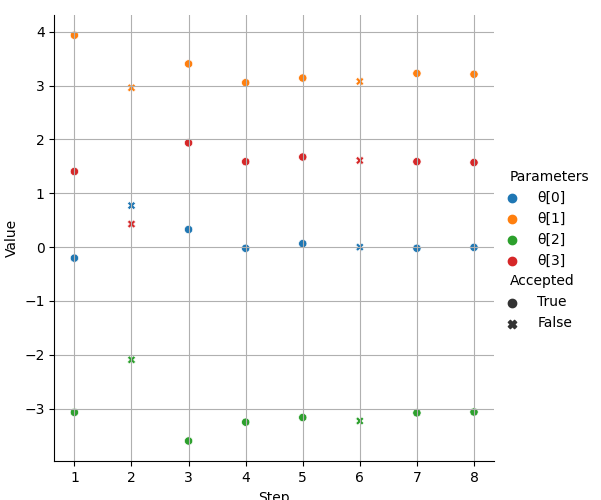 4
3
2
1
0
−1
−2
−3
Value
1 2 3 4 5 6 7 8
Step
Parameters
θ[0]
θ[1]
θ[2]
θ[3]
Accepted
True
False